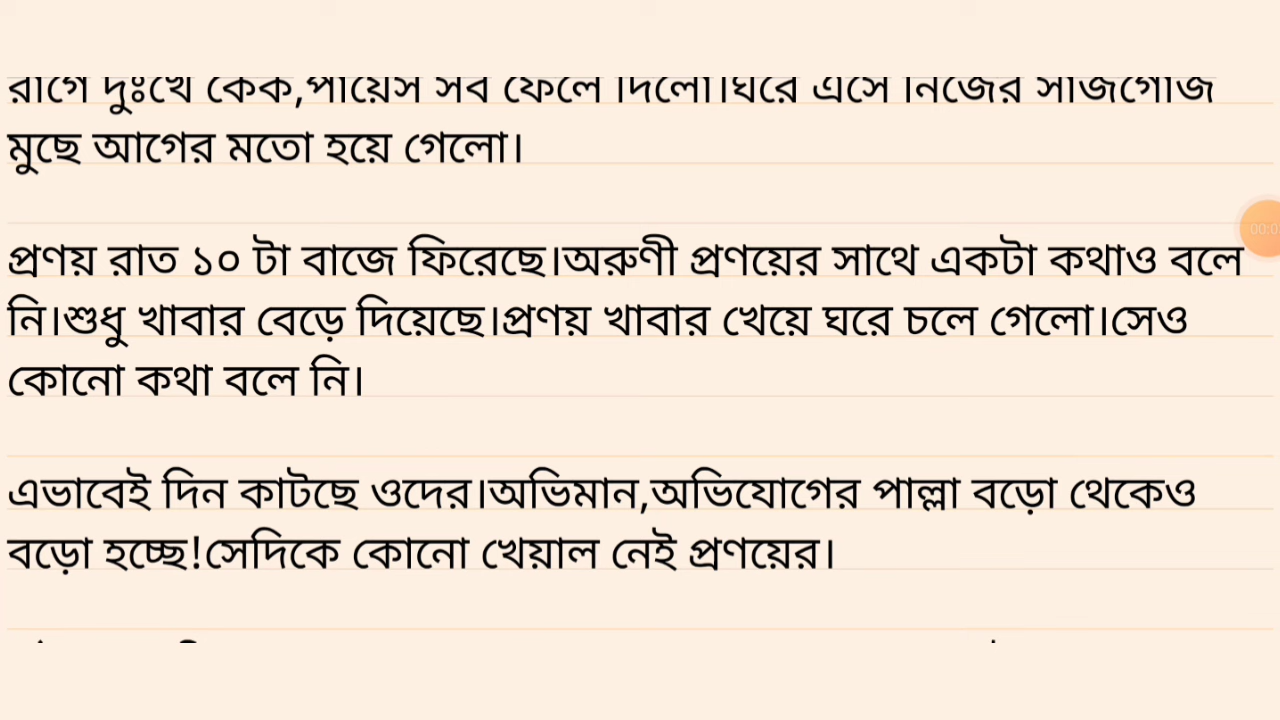 রাগে দুঃখে কেক,পায়েস সব ফেলে দিলো।ঘরে এসে নিজের সাজগোজ
মুছে আগের মতো হয়ে গেলো।
প্রণয় রাত ১০ টা বাজে ফিরেছে।অরুণী প্রণয়ের সাথে একটা কথাও বলে
নি।শুধু খাবার বেড়ে দিয়েছে।প্রণয় খাবার খেয়ে ঘরে চলে গেলো।সেও
কোনো কথা বলে নি।
এভাবেই দিন কাটছে ওদের।অভিমান,অভিযোগের পাল্লা বড়ো থেকেও
বড়ো হচ্ছে!সেদিকে কোনো খেয়াল নেই প্রণয়ের।